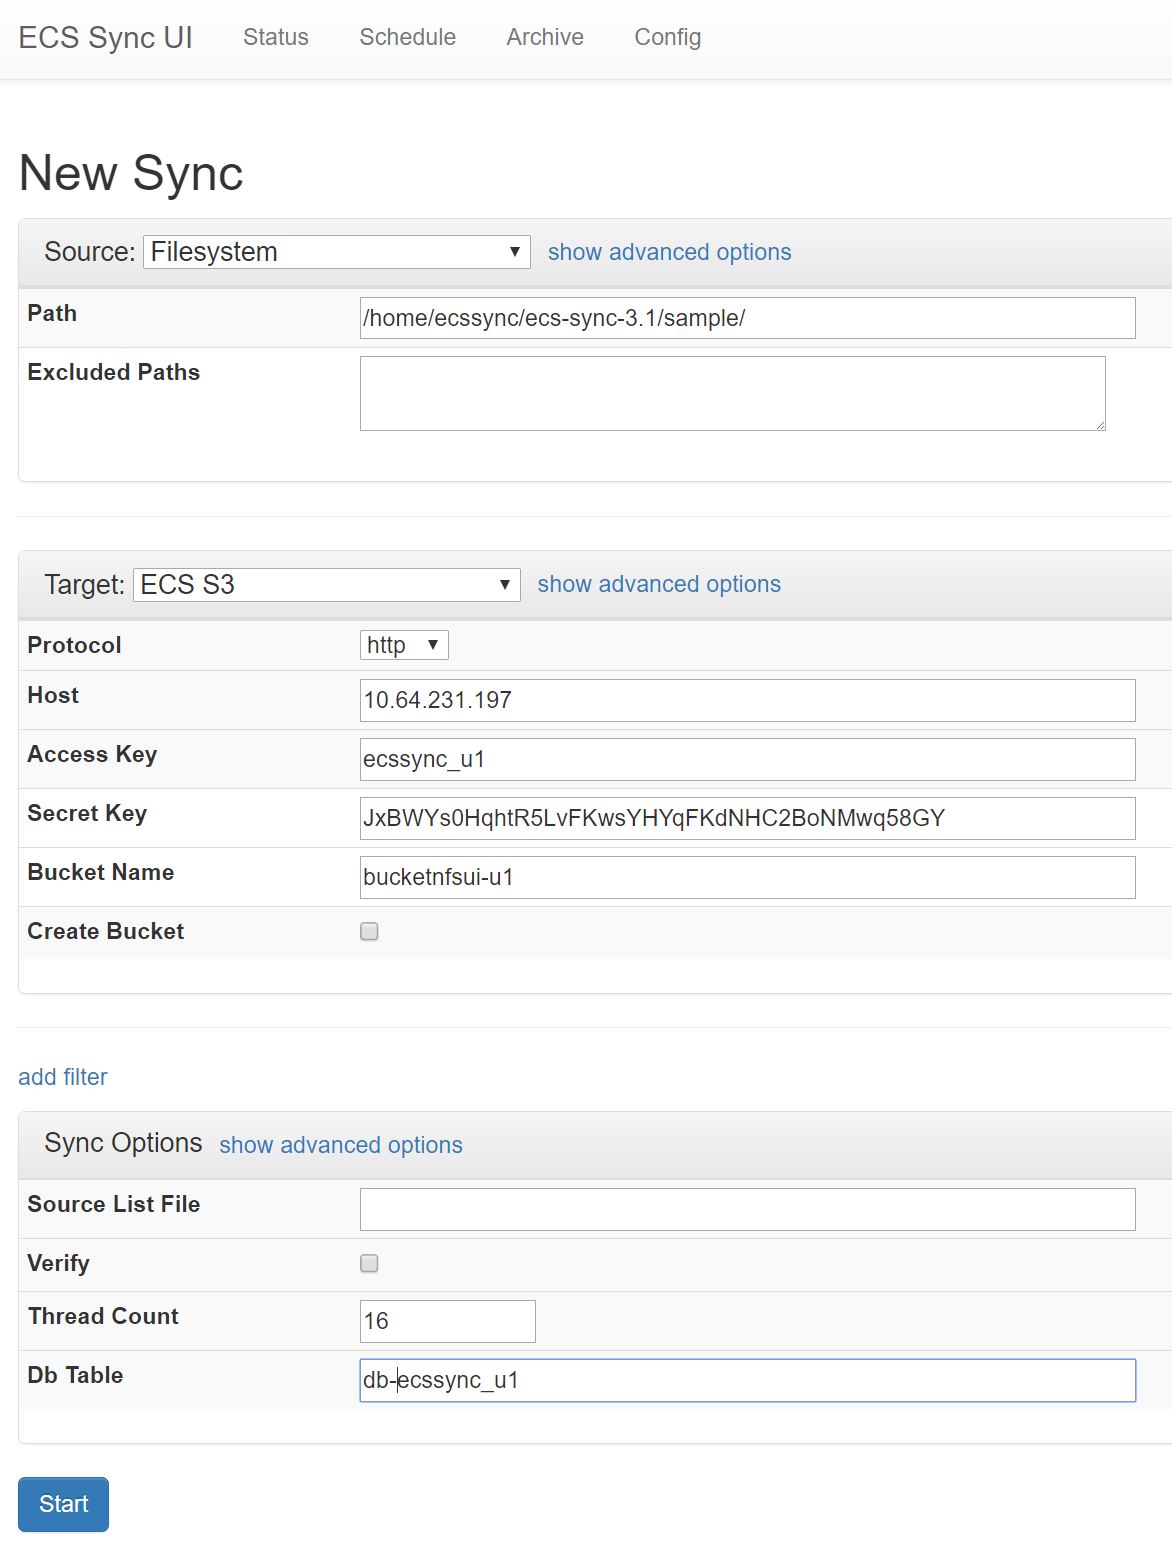 ECS Sync UI Status Schedule Archive Config
New Sync
Source: Filesystem show advanced options
Path /home/ecssync/ecs-sync-3.1/sample/
Excluded Paths
Target: ECS S3 show advanced options
Protocol http
Host 10.64.231.197
Access Key ecssync_u1
Secret Key JxBWYs0HqhtR5LvFKwsYHYqFKdNHC2BoNMwq58GY
Bucket Name bucketnfsui-u1
Create Bucket
add filter
Sync Options show advanced options
Source List File
Verify
Thread Count 16
Db Table db-ecssync_u1
Start